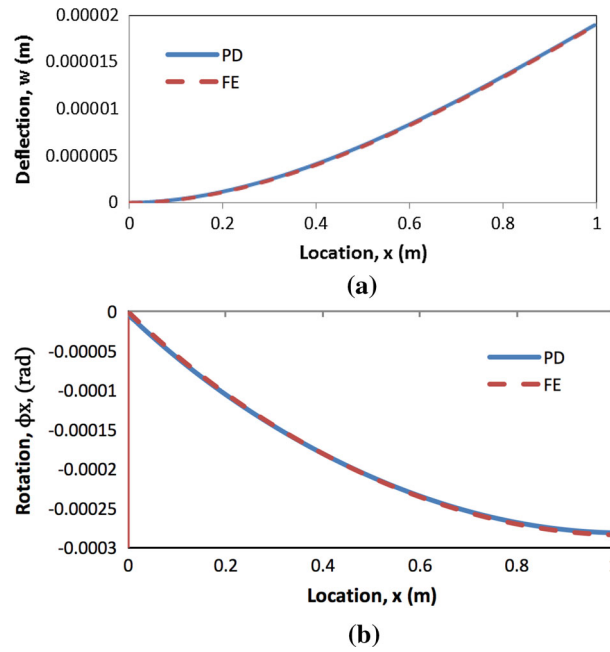 0.00002
0.000015
0.00001
0.000005
0
Deflection, w (m)
PD
FE
0 0.2 0.4 0.6 0.8 1
Location, x (m)
(a)
0
-0.00005
-0.0001
-0.00015
-0.0002
-0.00025
-0.0003
Rotation, ϕx, (rad)
PD
FE
0 0.2 0.4 0.6 0.8
Location, x (m)
(b)